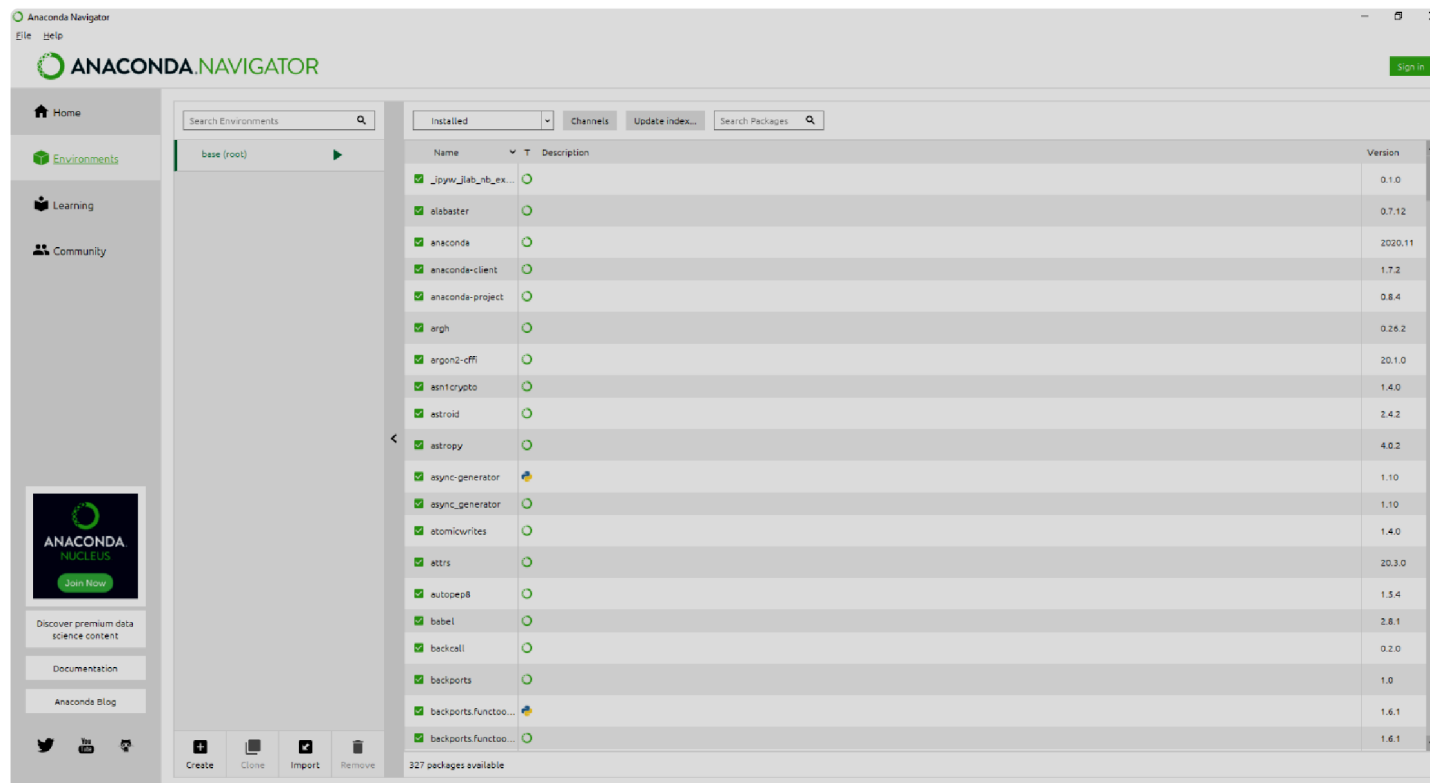 Anaconda Navigator
File Help
ANACONDA.NAVIGATOR
Sign in
Home
Environments
Learning
Community
ANACONDA.
NUCLEUS
Join Now
Discover premium data
science content
Documentation
Anaconda Blog
You
Tube
Search Environments
base (root)
Create Clone Import Remove
Installed Channels Update index... Search Packages
Name T Description Version
_ipyw_jlab_nb_ex... 0.1.0
alabaster 0.7.12
anaconda 2020.11
anaconda-client 1.7.2
anaconda-project 0.8.4
argh 0.26.2
argon2-cffi 20.1.0
asn1crypto 1.4.0
astroid 2.4.2
astropy 4.0.2
async-generator 1.10
async_generator 1.10
atomicwrites 1.4.0
attrs 20.3.0
autopep8 1.5.4
babel 2.8.1
backcall 0.2.0
backports 1.0
backports.functoo... 1.6.1
backports.functoo... 1.6.1
327 packages available